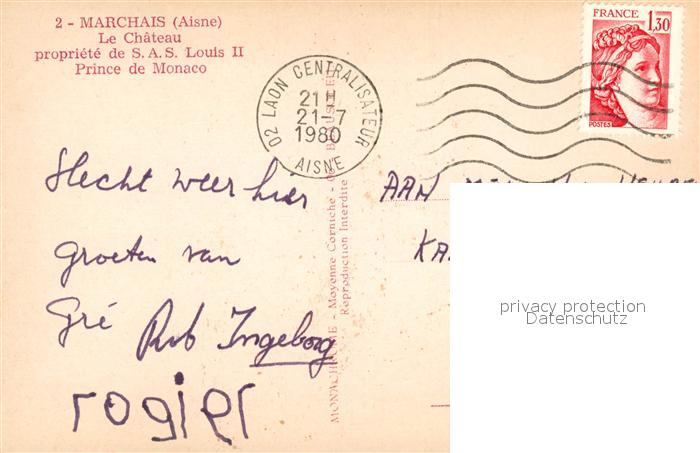 2 - MARCHAIS (Aisne)
Le Château
propriété de S.A.S. Louis II
Prince de Monaco
02 LAON CENTRALISATEUR
21H
21-7
1980
AISNE
FRANCE
1,30
POSTES
Slecht weer hier
groeten van
Gré Rob Ingeborg
rogier
AAN
KA
Moyenne Corniche
Reproduction Interdite
privacy protection
Datenschutz